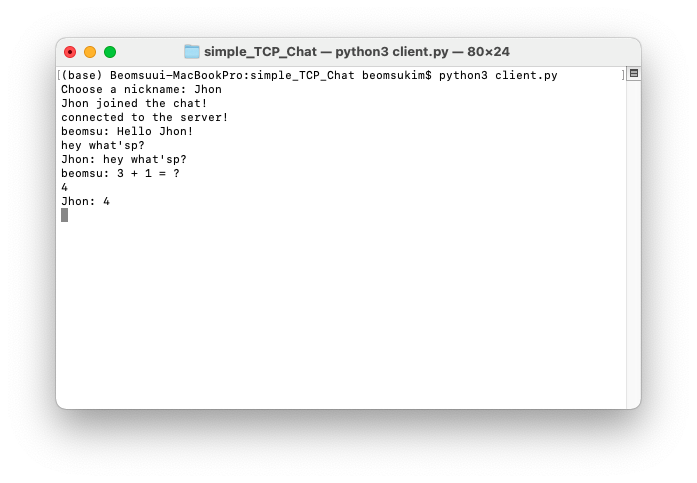 simple_TCP_Chat — python3 client.py — 80×24
[(base) Beomsuui-MacBookPro:simple_TCP_Chat beomsukim$ python3 client.py ]
Choose a nickname: Jhon
Jhon joined the chat!
connected to the server!
beomsu: Hello Jhon!
hey what'sp?
Jhon: hey what'sp?
beomsu: 3 + 1 = ?
4
Jhon: 4